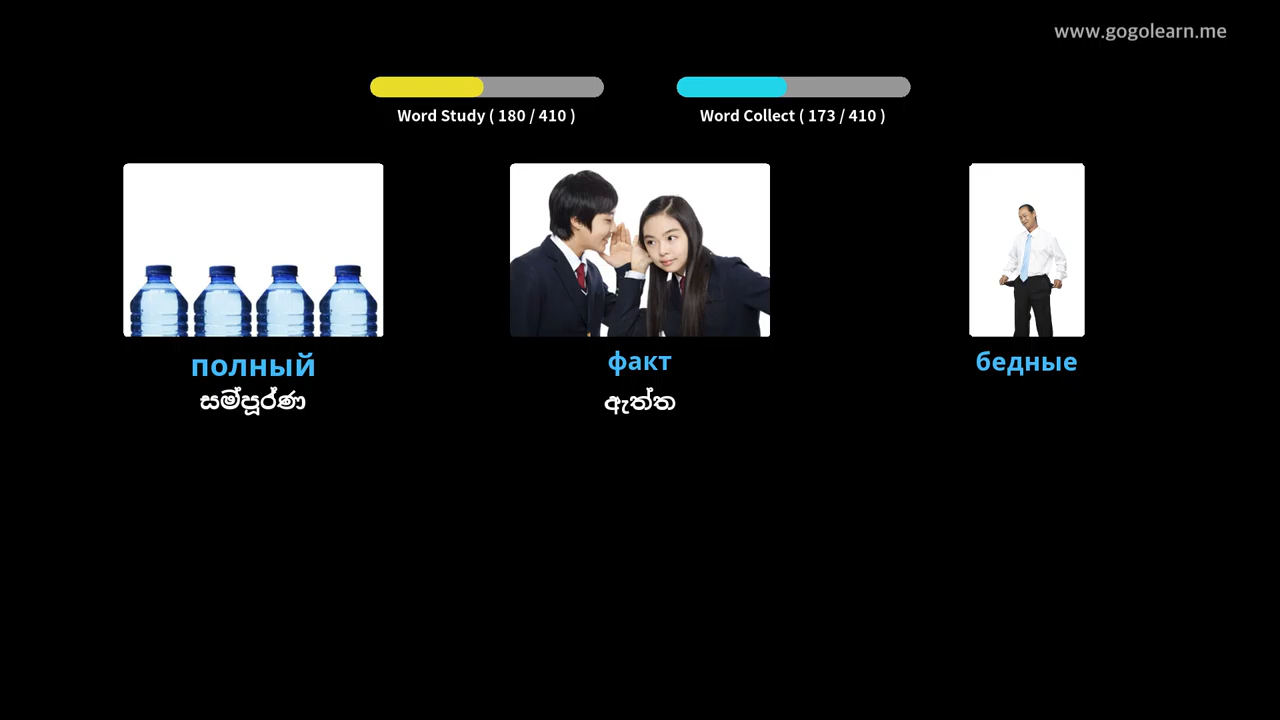 www.gogolearn.me
Word Study ( 180 / 410 )
Word Collect ( 173 / 410 )
полный
සම්පූර්ණ
факт
ඇත්ත
бедные